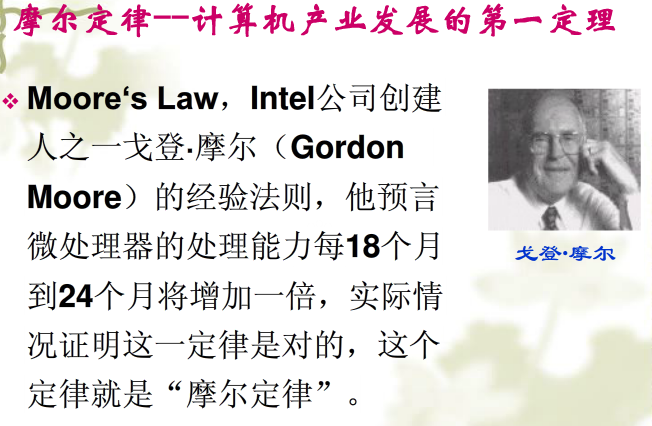 摩尔定律--计算机产业发展的第一定理
Moore‘s Law，Intel公司创建
人之一戈登·摩尔（Gordon
Moore）的经验法则，他预言
微处理器的处理能力每18个月
到24个月将增加一倍，实际情
况证明这一定律是对的，这个
定律就是“摩尔定律”。
戈登·摩尔